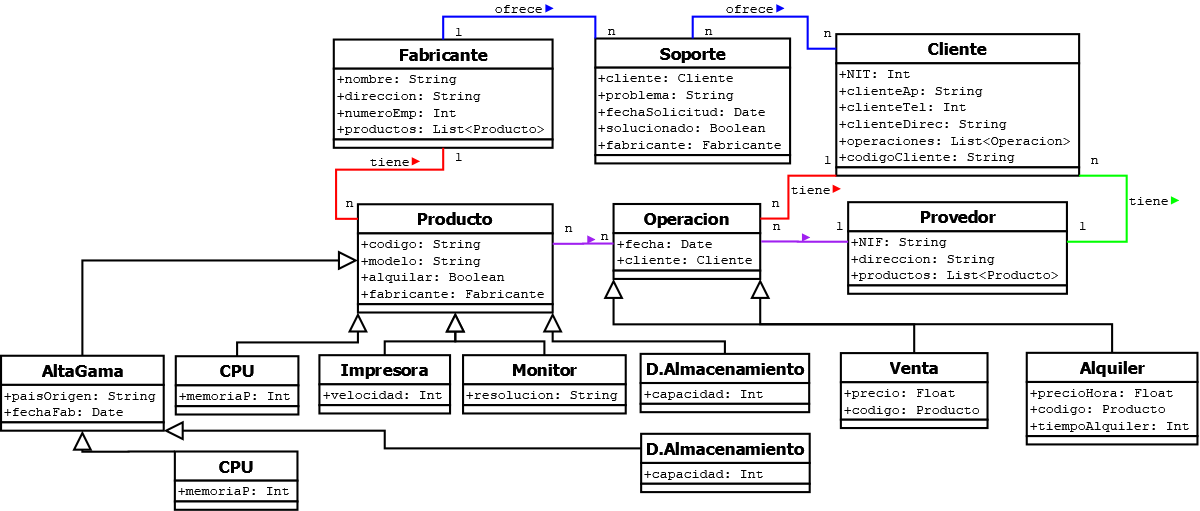 ofrece
ofrece
1
n
n
n
Fabricante
+nombre: String
+direccion: String
+numeroEmp: Int
+productos: List<Producto>
Soporte
+cliente: Cliente
+problema: String
+fechaSolicitud: Date
+solucionado: Boolean
+fabricante: Fabricante
Cliente
+NIT: Int
+clienteAp: String
+clienteTel: Int
+clienteDirec: String
+operaciones: List<Operacion>
+codigoCliente: String
tiene
1
n
1
tiene
n
n
tiene
1
Producto
+codigo: String
+modelo: String
+alquilar: Boolean
+fabricante: Fabricante
n
n
Operacion
+fecha: Date
+cliente: Cliente
n
1
Provedor
+NIF: String
+direccion: String
+productos: List<Producto>
AltaGama
+paisOrigen: String
+fechaFab: Date
CPU
+memoriaP: Int
Impresora
+velocidad: Int
Monitor
+resolucion: String
D.Almacenamiento
+capacidad: Int
Venta
+precio: Float
+codigo: Producto
Alquiler
+precioHora: Float
+codigo: Producto
+tiempoAlquiler: Int
CPU
+memoriaP: Int
D.Almacenamiento
+capacidad: Int